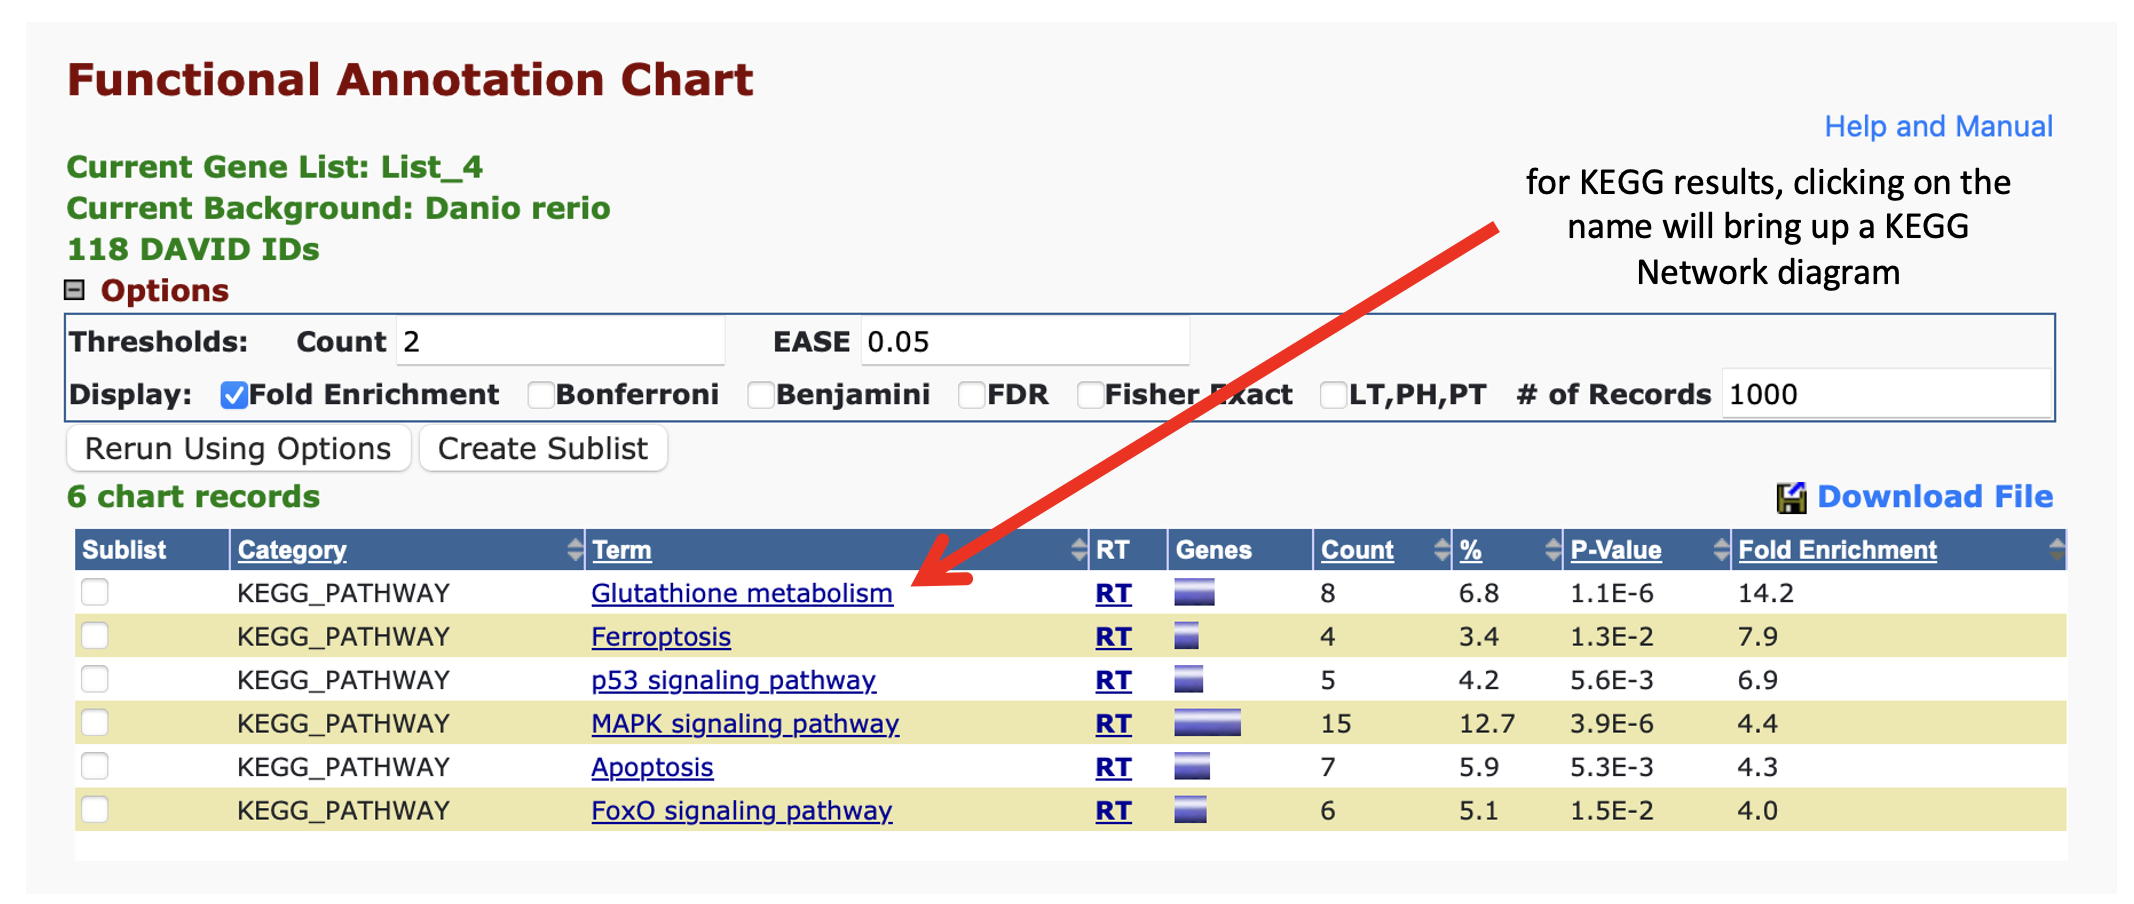 Functional Annotation Chart
Help and Manual
Current Gene List: List_4
Current Background: Danio rerio
118 DAVID IDs
for KEGG results, clicking on the
name will bring up a KEGG
Network diagram
Options
Thresholds: Count 2 EASE 0.05
Display: Fold Enrichment Bonferroni Benjamini FDR Fisher Exact LT,PH,PT # of Records 1000
Rerun Using Options Create Sublist
6 chart records Download File
Sublist Category Term RT Genes Count % P-Value Fold Enrichment
KEGG_PATHWAY Glutathione metabolism RT 8 6.8 1.1E-6 14.2
KEGG_PATHWAY Ferroptosis RT 4 3.4 1.3E-2 7.9
KEGG_PATHWAY p53 signaling pathway RT 5 4.2 5.6E-3 6.9
KEGG_PATHWAY MAPK signaling pathway RT 15 12.7 3.9E-6 4.4
KEGG_PATHWAY Apoptosis RT 7 5.9 5.3E-3 4.3
KEGG_PATHWAY FoxO signaling pathway RT 6 5.1 1.5E-2 4.0